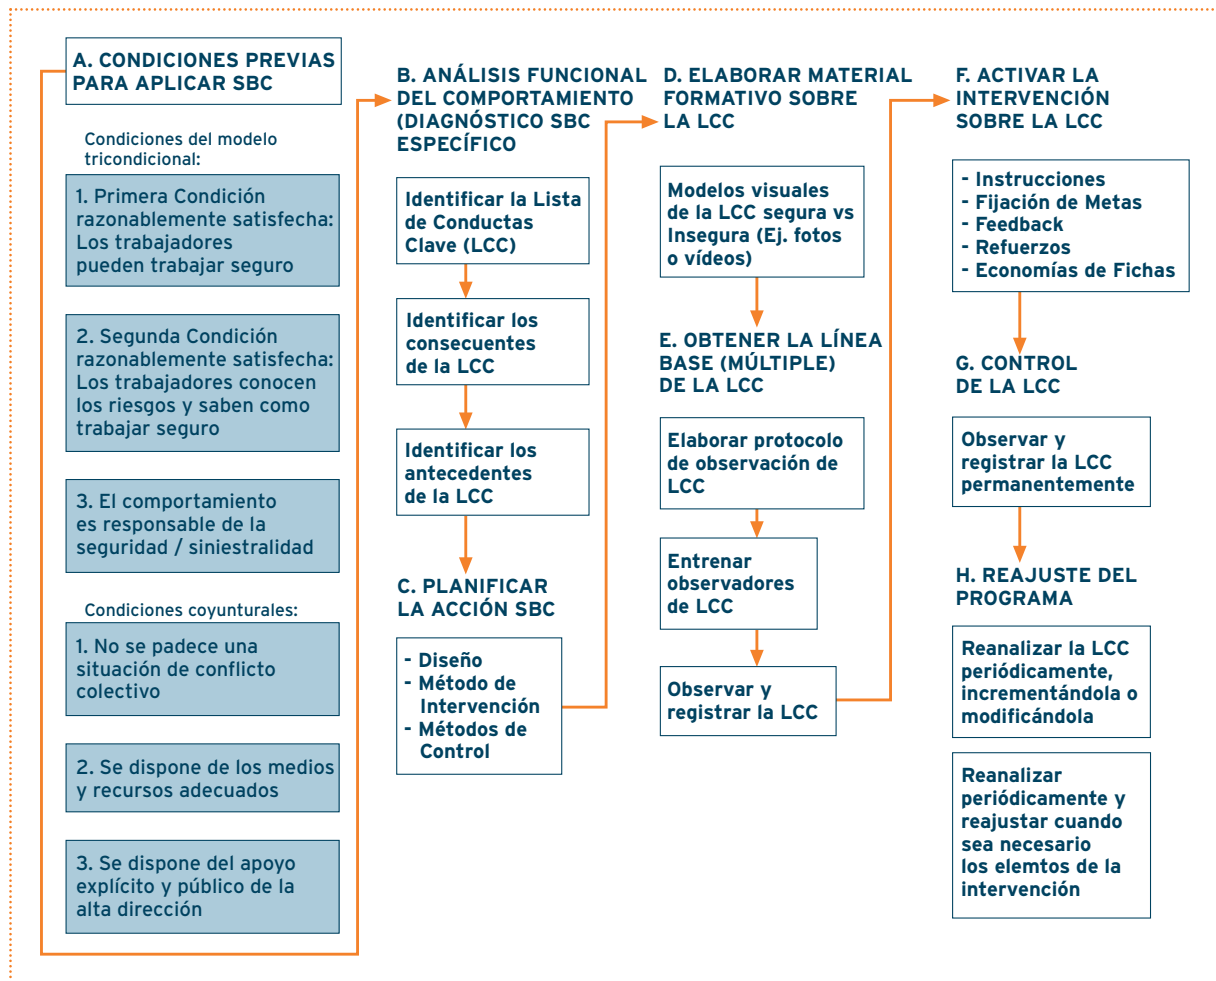 A. CONDICIONES PREVIAS
PARA APLICAR SBC
Condiciones del modelo
tricondicional:
1. Primera Condición
razonablemente satisfecha:
Los trabajadores
pueden trabajar seguro
2. Segunda Condición
razonablemente satisfecha:
Los trabajadores conocen
los riesgos y saben como
trabajar seguro
3. El comportamiento
es responsable de la
seguridad / siniestralidad
Condiciones coyunturales:
1. No se padece una
situación de conflicto
colectivo
2. Se dispone de los medios
y recursos adecuados
3. Se dispone del apoyo
explícito y público de la
alta dirección
B. ANÁLISIS FUNCIONAL
DEL COMPORTAMIENTO
(DIAGNÓSTICO SBC
ESPECÍFICO
Identificar la Lista
de Conductas
Clave (LCC)
Identificar los
consecuentes
de la LCC
Identificar los
antecedentes
de la LCC
C. PLANIFICAR
LA ACCIÓN SBC
- Diseño
- Método de
Intervención
- Métodos de
Control
D. ELABORAR MATERIAL
FORMATIVO SOBRE
LA LCC
Modelos visuales
de la LCC segura vs
Insegura (Ej. fotos
o vídeos)
E. OBTENER LA LÍNEA
BASE (MÚLTIPLE)
DE LA LCC
Elaborar protocolo
de observación de
LCC
Entrenar
observadores
de LCC
Observar y
registrar la LCC
F. ACTIVAR LA
INTERVENCIÓN
SOBRE LA LCC
- Instrucciones
- Fijación de Metas
- Feedback
- Refuerzos
- Economías de Fichas
G. CONTROL
DE LA LCC
Observar y
registrar la LCC
permanentemente
H. REAJUSTE DEL
PROGRAMA
Reanalizar la LCC
periódicamente,
incrementándola o
modificándola
Reanalizar
periódicamente y
reajustar cuando
sea necesario
los elemtos de la
intervención